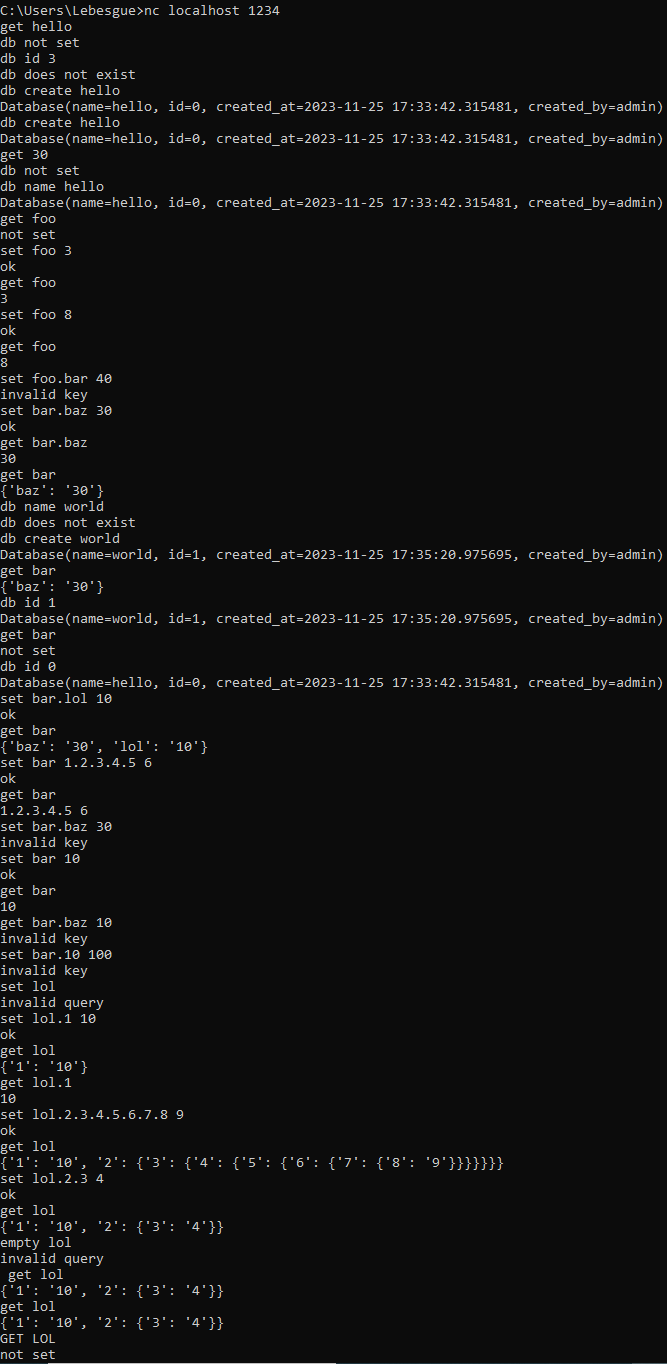 C:\Users\Lebesgue>nc localhost 1234
get hello
db not set
db id 3
db does not exist
db create hello
Database(name=hello, id=0, created_at=2023-11-25 17:33:42.315481, created_by=admin)
db create hello
Database(name=hello, id=0, created_at=2023-11-25 17:33:42.315481, created_by=admin)
get 30
db not set
db name hello
Database(name=hello, id=0, created_at=2023-11-25 17:33:42.315481, created_by=admin)
get foo
not set
set foo 3
ok
get foo
3
set foo 8
ok
get foo
8
set foo.bar 40
invalid key
set bar.baz 30
ok
get bar.baz
30
get bar
{'baz': '30'}
db name world
db does not exist
db create world
Database(name=world, id=1, created_at=2023-11-25 17:35:20.975695, created_by=admin)
get bar
{'baz': '30'}
db id 1
Database(name=world, id=1, created_at=2023-11-25 17:35:20.975695, created_by=admin)
get bar
not set
db id 0
Database(name=hello, id=0, created_at=2023-11-25 17:33:42.315481, created_by=admin)
set bar.lol 10
ok
get bar
{'baz': '30', 'lol': '10'}
set bar 1.2.3.4.5 6
ok
get bar
1.2.3.4.5 6
set bar.baz 30
invalid key
set bar 10
ok
get bar
10
get bar.baz 10
invalid key
set bar.10 100
invalid key
set lol
invalid query
set lol.1 10
ok
get lol
{'1': '10'}
get lol.1
10
set lol.2.3.4.5.6.7.8 9
ok
get lol
{'1': '10', '2': {'3': {'4': {'5': {'6': {'7': {'8': '9'}}}}}}}
set lol.2.3 4
ok
get lol
{'1': '10', '2': {'3': '4'}}
empty lol
invalid query
 get lol
{'1': '10', '2': {'3': '4'}}
get lol
{'1': '10', '2': {'3': '4'}}
GET LOL
not set